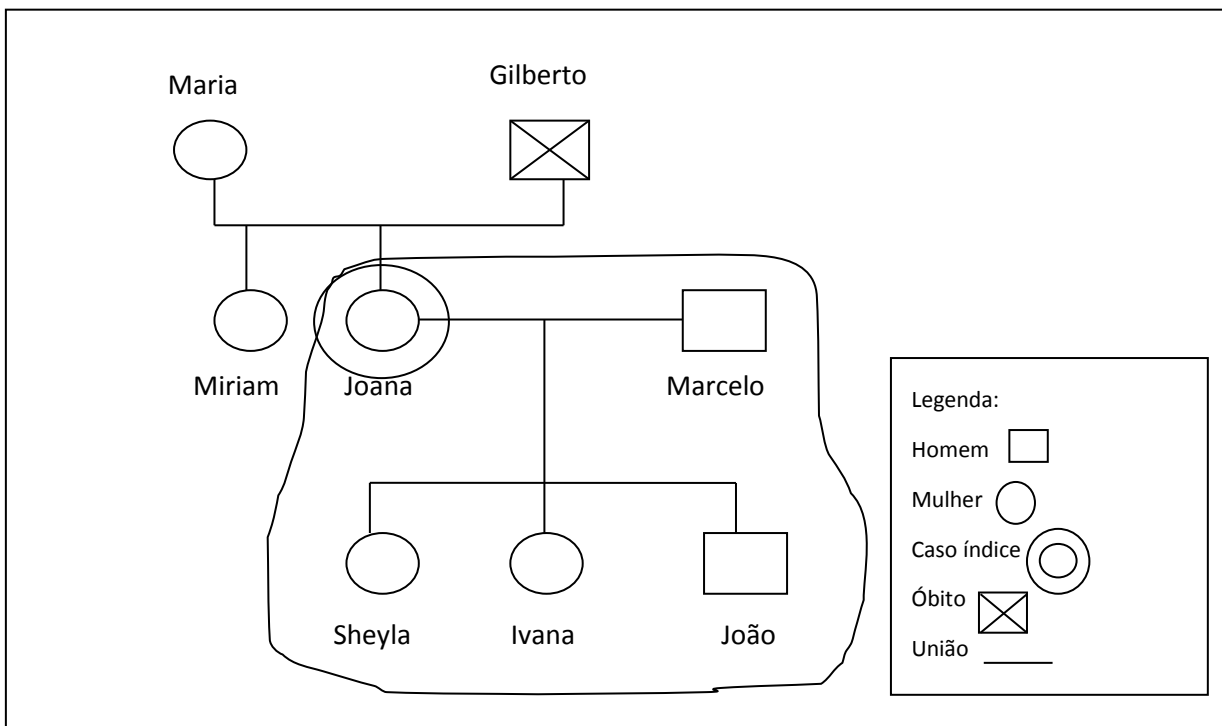 Maria
Gilberto
Miriam
Joana
Marcelo
Sheyla
Ivana
João
Legenda:
Homem
Mulher
Caso índice
Óbito
União